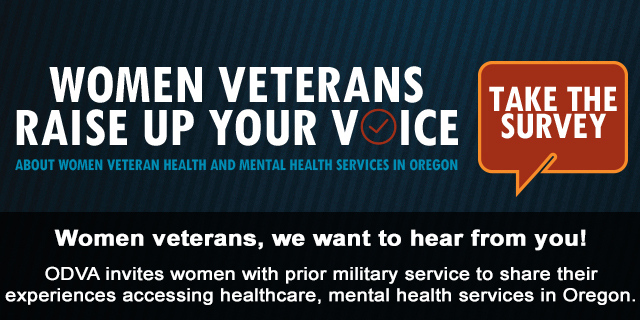 WOMEN VETERANS
RAISE UP YOUR VOICE
ABOUT WOMEN VETERAN HEALTH AND MENTAL HEALTH SERVICES IN OREGON
TAKE THE
SURVEY
Women veterans, we want to hear from you!
ODVA invites women with prior military service to share their
experiences accessing healthcare, mental health services in Oregon.